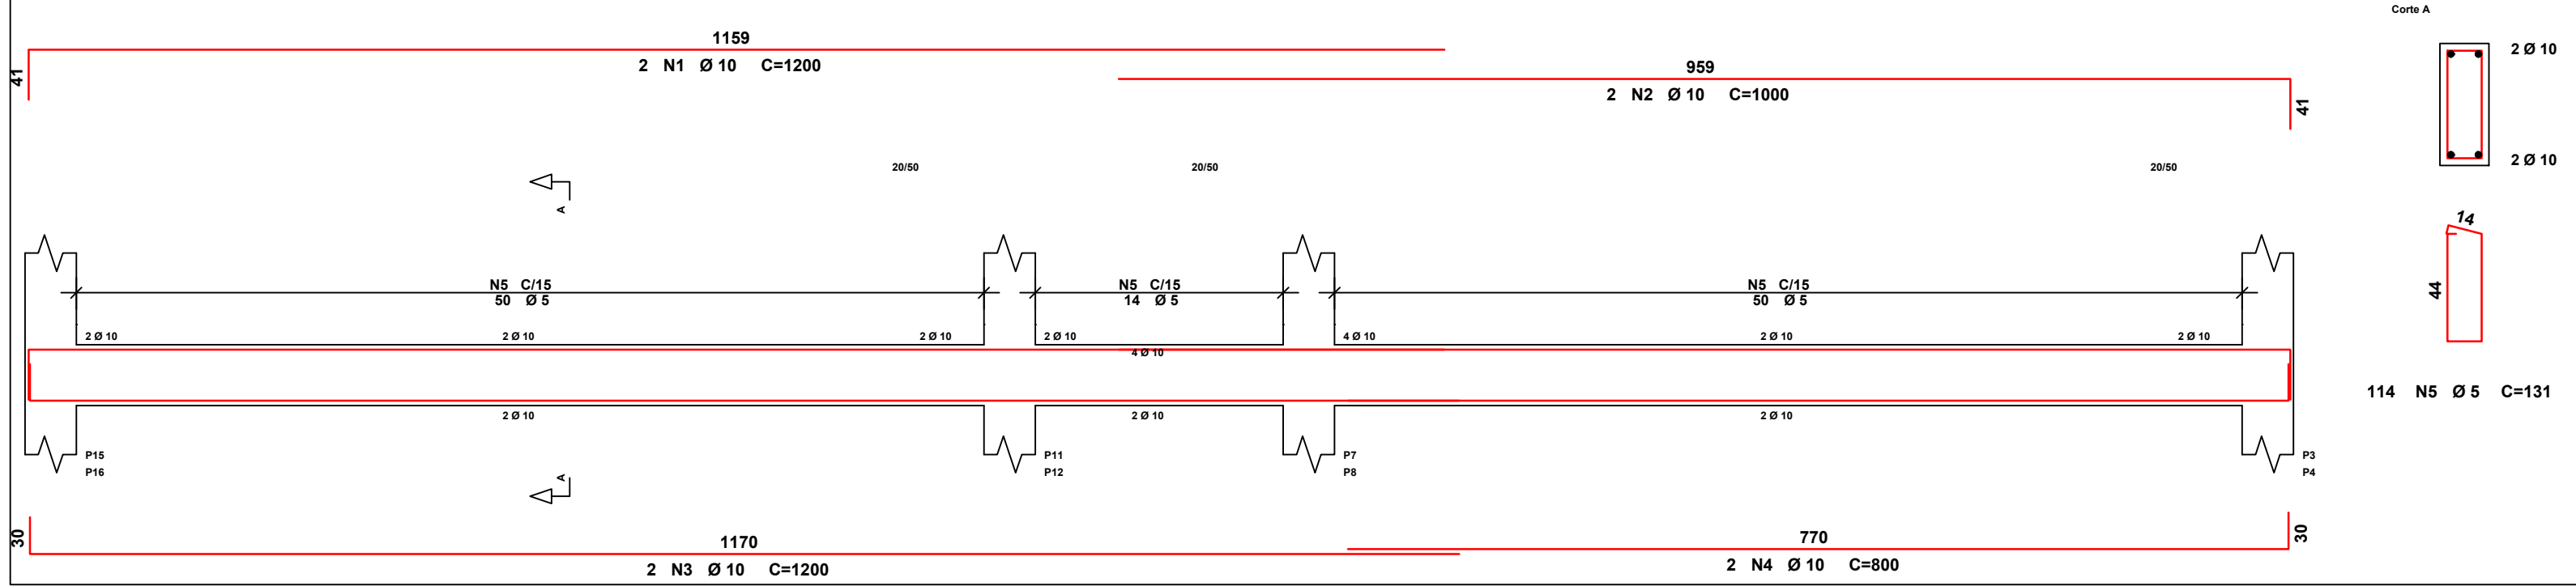 Corte A
1159
2 N1 Ø 10 C=1200
41
959
2 N2 Ø 10 C=1000
41
2 Ø 10
2 Ø 10
20/50
20/50
20/50
A
14
44
114 N5 Ø 5 C=131
N5 C/15
50 Ø 5
N5 C/15
14 Ø 5
N5 C/15
50 Ø 5
2 Ø 10
2 Ø 10
2 Ø 10
2 Ø 10
4 Ø 10
4 Ø 10
2 Ø 10
2 Ø 10
2 Ø 10
2 Ø 10
2 Ø 10
P15
P16
P11
P12
P7
P8
P3
P4
A
30
1170
2 N3 Ø 10 C=1200
770
2 N4 Ø 10 C=800
30